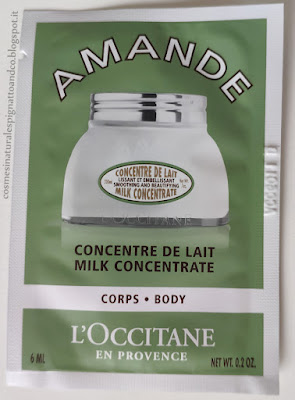 AMANDE
CONCENTRE DE LAIT
LISSANT ET EMBELLISSANT
SMOOTHING AND BEAUTIFYING
MILK CONCENTRATE
L'OCCITANE
CONCENTRE DE LAIT
MILK CONCENTRATE
CORPS • BODY
L'OCCITANE
EN PROVENCE
6 ML
NET WT. 0.2 OZ.
cosmesinaturalespignattoandco.blogspot.it